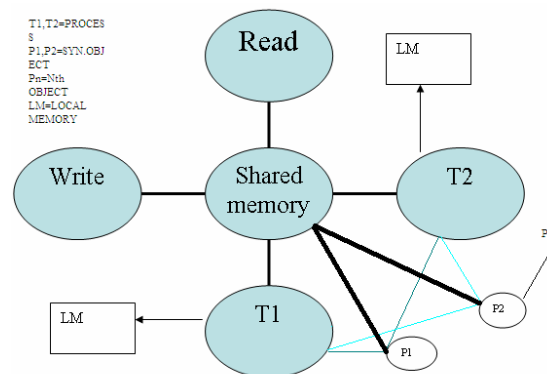 T1,T2=PROCES
S
P1,P2=SYN.OBJ
ECT
Pn=Nth
OBJECT
LM=LOCAL
MEMORY
Read
LM
Write
Shared
memory
T2
P
P2
LM
T1
P1